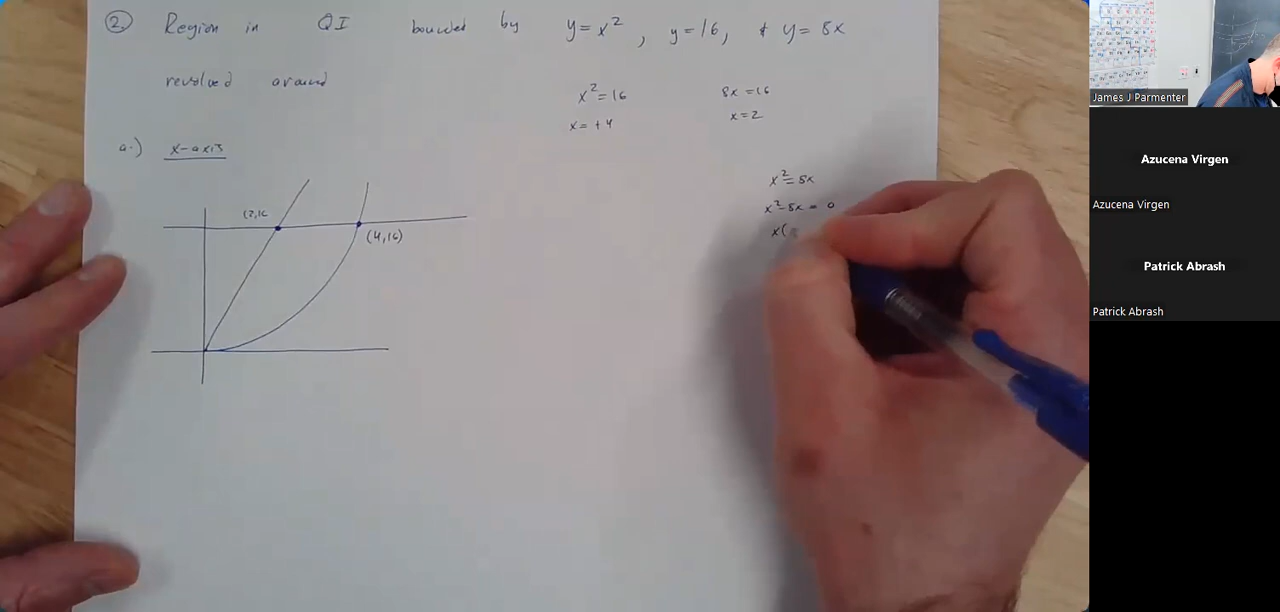 ② Region in QI bounded by y = x², y = 16, & y = 8x
revolved around
x² = 16
x = +4
8x = 16
x = 2
a.) x-axis
x² = 8x
x² - 8x = 0
x(
(2,16
(4,16)
James J Parmenter
Azucena Virgen
Azucena Virgen
Patrick Abrash
Patrick Abrash